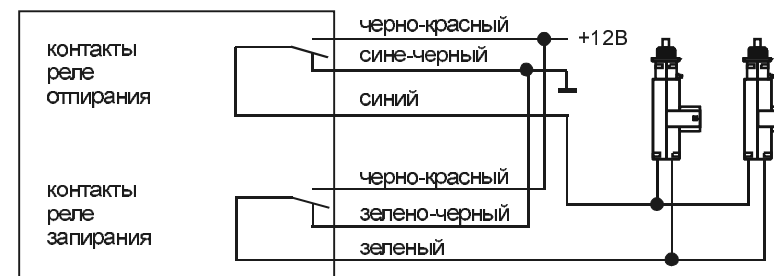 черно-красный
+12В
контакты
реле
отпирания
сине-черный
синий
черно-красный
контакты
реле
запирания
зелено-черный
зеленый